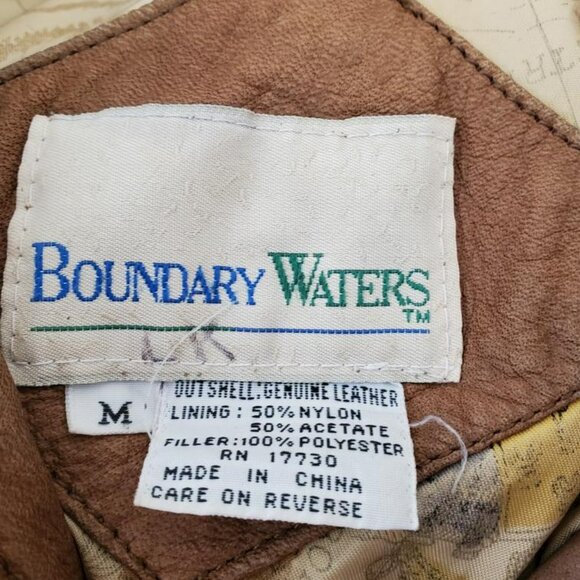 BOUNDARY WATERS
TM
LK
M
OUTSHELL:GENUINE LEATHER
LINING: 50% NYLON
50% ACETATE
FILLER:100% POLYESTER
RN 17730
MADE IN CHINA
CARE ON REVERSE